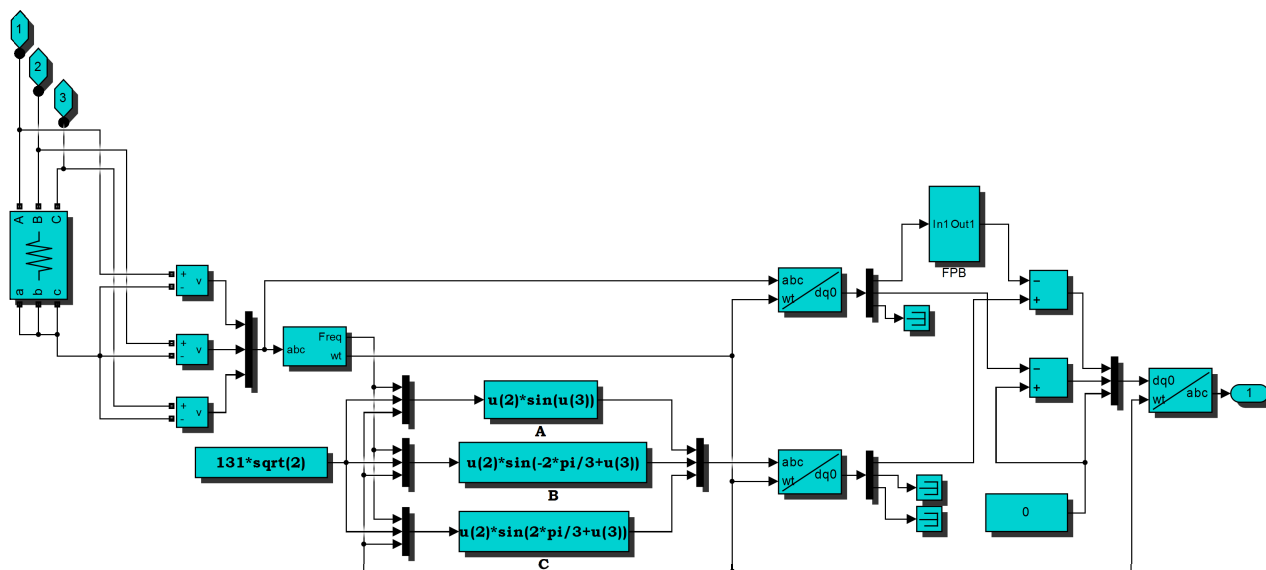 1
2
3
A B C
a b c
+
-
v
+
-
v
+
-
v
abc
Freq
wt
131*sqrt(2)
u(2)*sin(u(3))
A
u(2)*sin(-2*pi/3+u(3))
B
u(2)*sin(2*pi/3+u(3))
C
abc
wt
dq0
abc
wt
dq0
In1 Out1
FPB
−
+
−
+
0
dq0
wt
abc
1